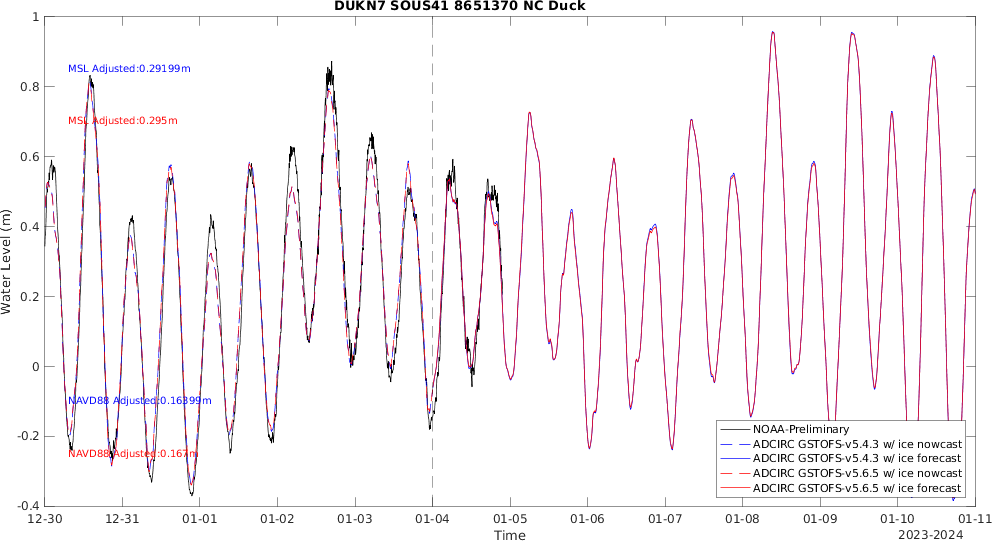 DUKN7 SOUS41 8651370 NC Duck
Water Level (m)
1
0.8
0.6
0.4
0.2
0
-0.2
-0.4
MSL Adjusted:0.29199m
MSL Adjusted:0.295m
NAVD88 Adjusted:0.16399m
NAVD88 Adjusted:0.167m
NOAA-Preliminary
ADCIRC GSTOFS-v5.4.3 w/ ice nowcast
ADCIRC GSTOFS-v5.4.3 w/ ice forecast
ADCIRC GSTOFS-v5.6.5 w/ ice nowcast
ADCIRC GSTOFS-v5.6.5 w/ ice forecast
12-30 12-31 01-01 01-02 01-03 01-04 01-05 01-06 01-07 01-08 01-09 01-10 01-11
Time
2023-2024